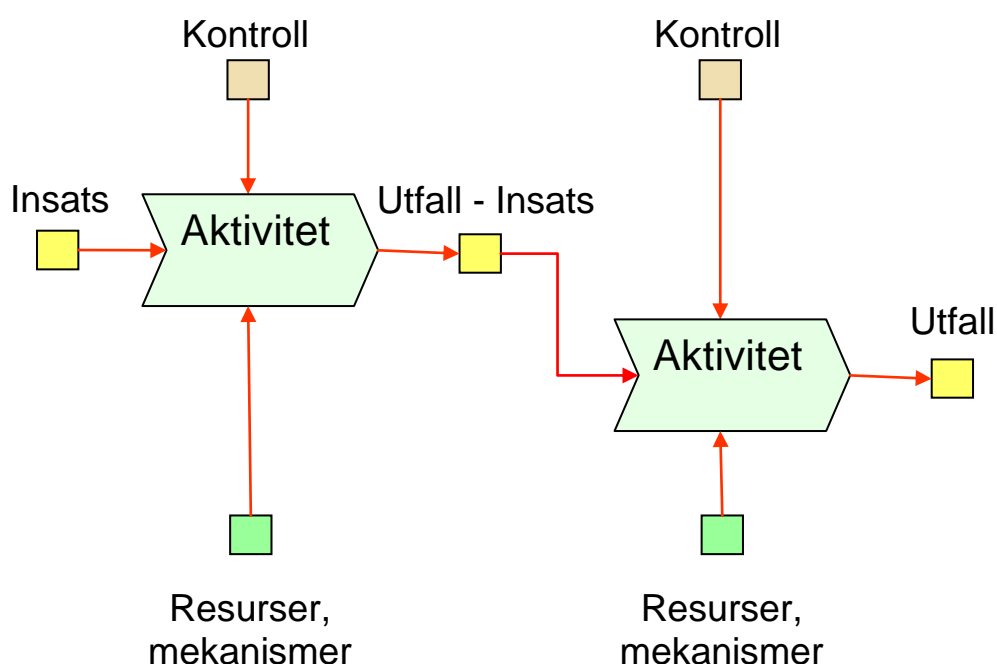 Kontroll
Kontroll
Insats
Aktivitet
Utfall - Insats
Utfall
Aktivitet
Resurser,
mekanismer
Resurser,
mekanismer